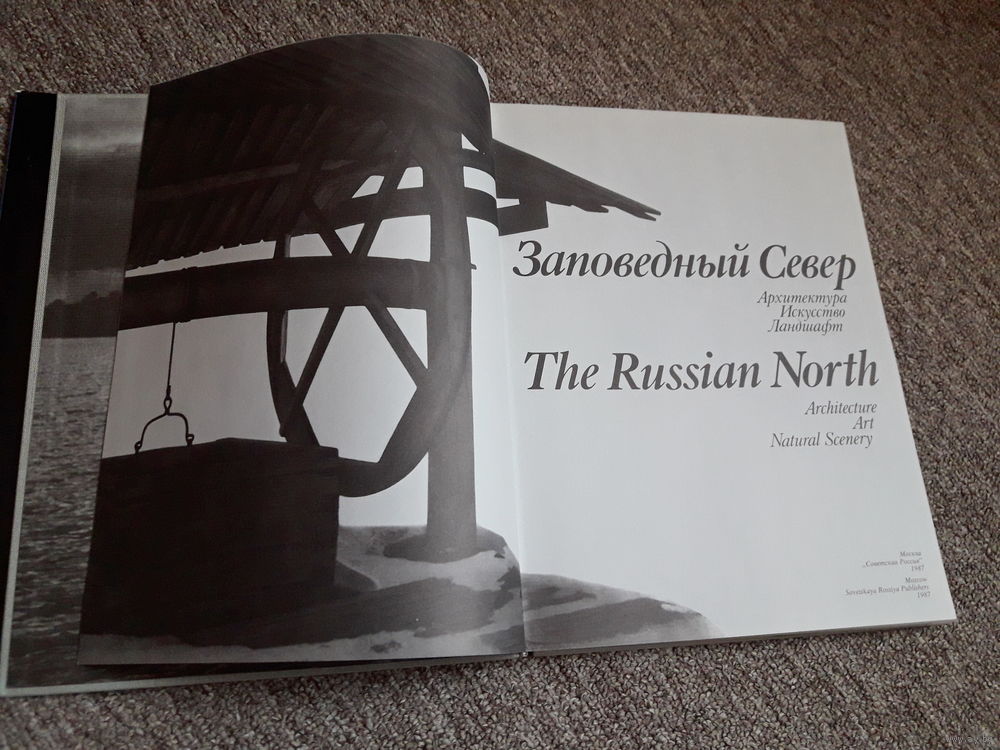 Заповедный Север
Архитектура
Искусство
Ландшафт
The Russian North
Architecture
Art
Natural Scenery
Москва
„Советская Россия"
1987
Moscow
Sovetskaya Rossiya Publishers
1987